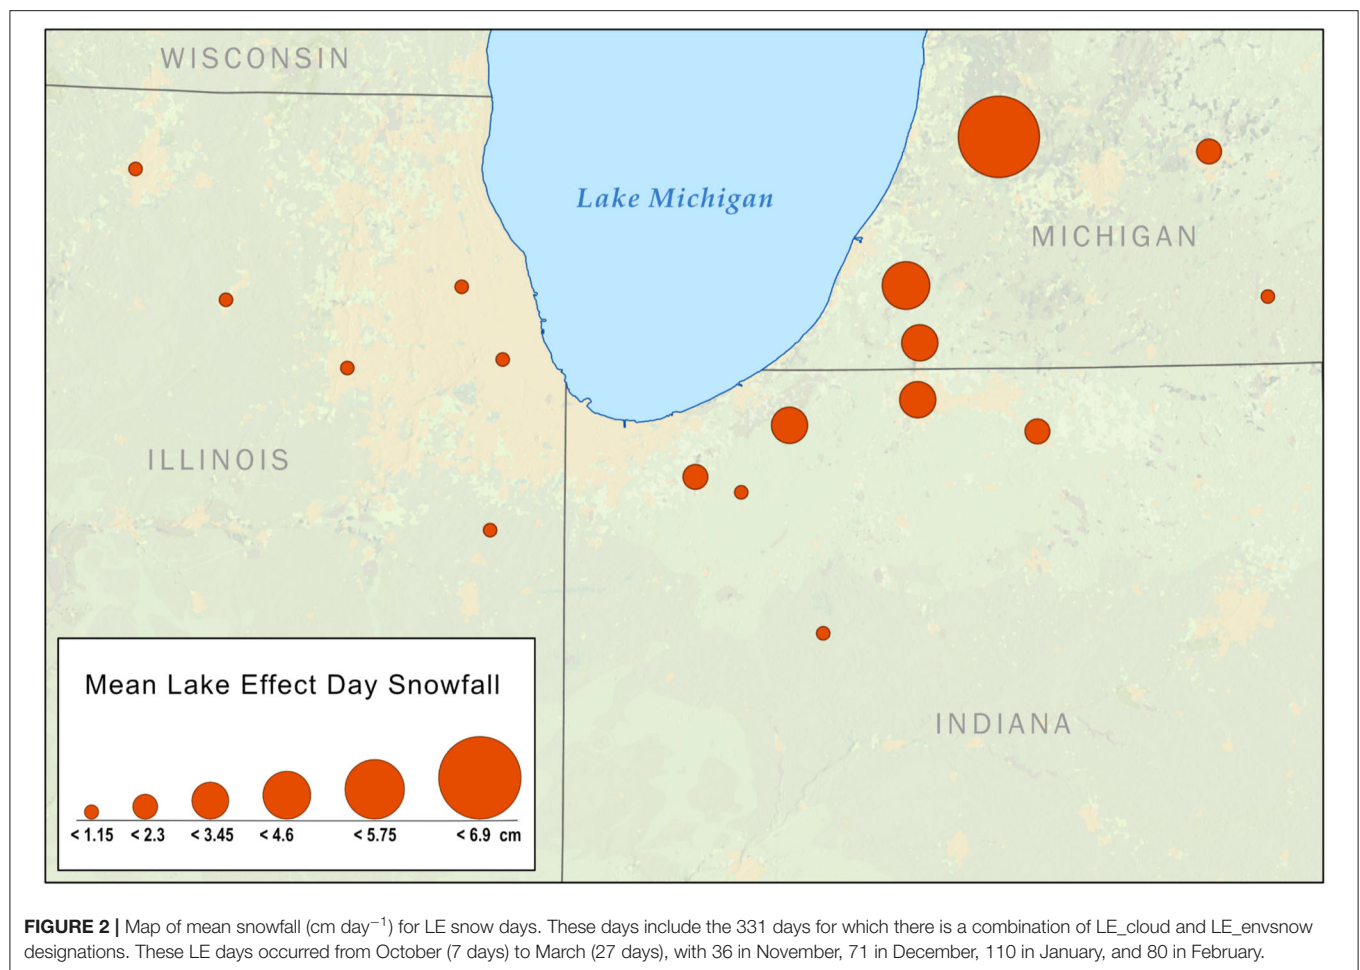 WISCONSIN
Lake Michigan
MICHIGAN
ILLINOIS
INDIANA
Mean Lake Effect Day Snowfall
< 1.15 < 2.3 < 3.45 < 4.6 < 5.75 < 6.9 cm
FIGURE 2 | Map of mean snowfall (cm day⁻¹) for LE snow days. These days include the 331 days for which there is a combination of LE_cloud and LE_envsnow
designations. These LE days occurred from October (7 days) to March (27 days), with 36 in November, 71 in December, 110 in January, and 80 in February.